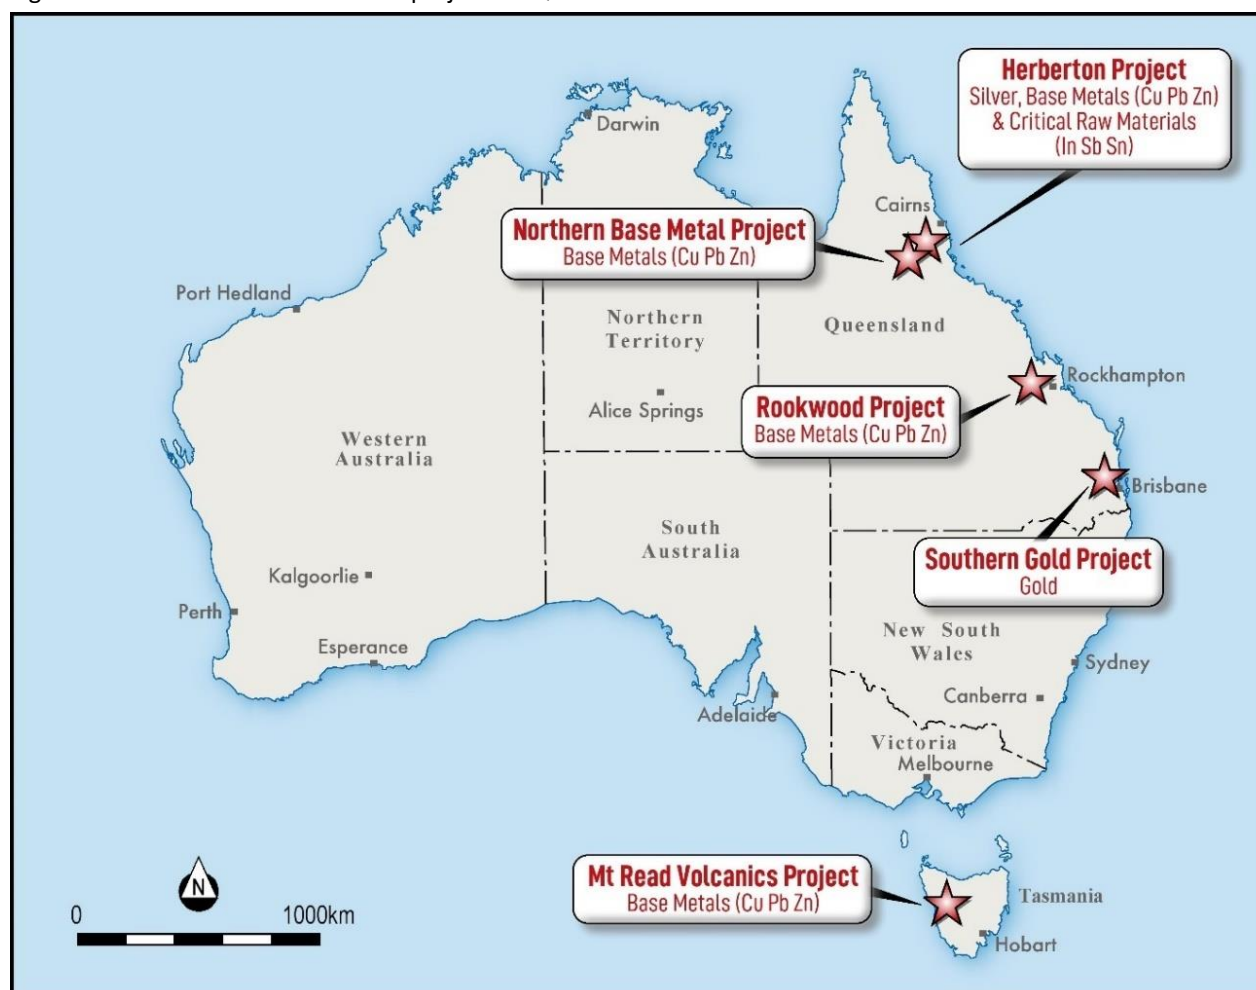 Herberton Project
Silver, Base Metals (Cu Pb Zn)
& Critical Raw Materials
(In Sb Sn)
Darwin
Cairns
Northern Base Metal Project
Base Metals (Cu Pb Zn)
Port Hedland
Northern
Territory
Queensland
Rockhampton
Alice Springs
Rookwood Project
Base Metals (Cu Pb Zn)
Western
Australia
Brisbane
South
Australia
Southern Gold Project
Gold
Kalgoorlie
Perth
Esperance
New South
Wales
Sydney
Canberra
Adelaide
Victoria
Melbourne
Mt Read Volcanics Project
Base Metals (Cu Pb Zn)
Tasmania
Hobart
N
0 1000km